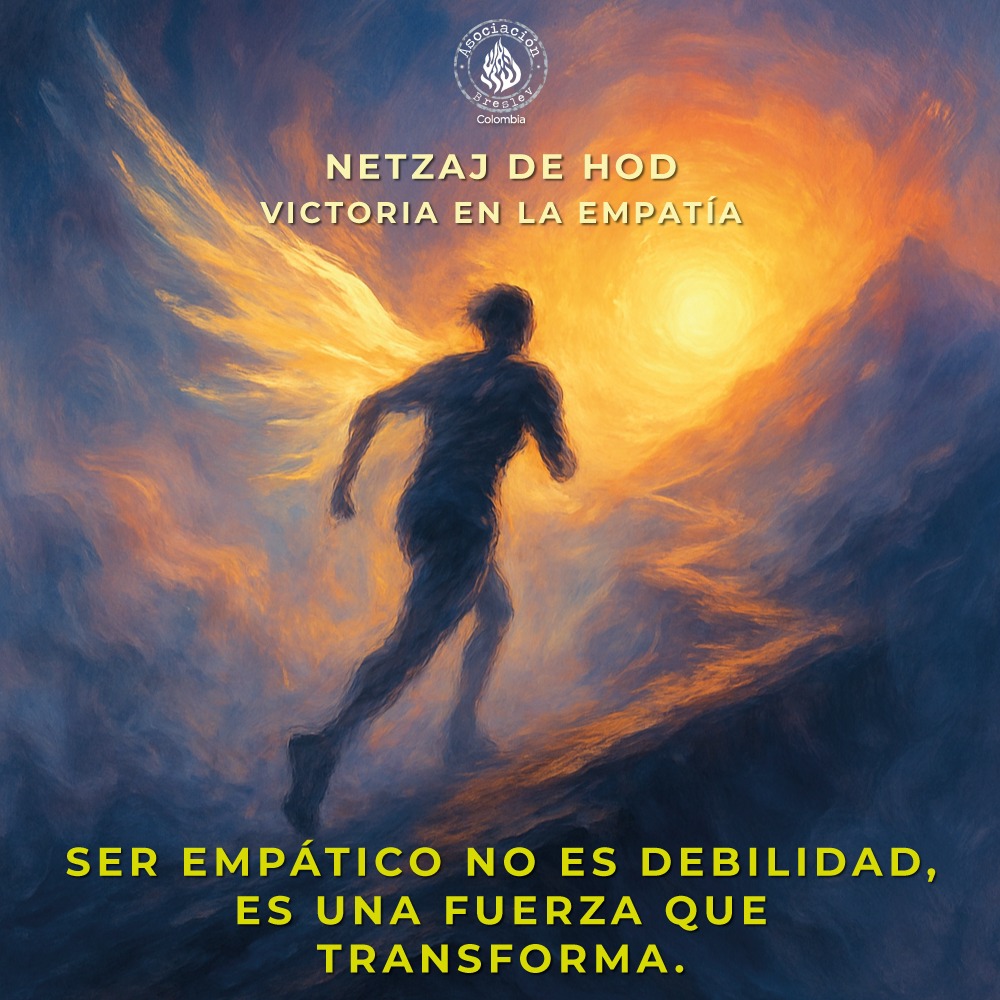 Asociación
Breslev
Colombia
NETZAJ DE HOD
VICTORIA EN LA EMPATÍA
SER EMPÁTICO NO ES DEBILIDAD,
ES UNA FUERZA QUE
TRANSFORMA.